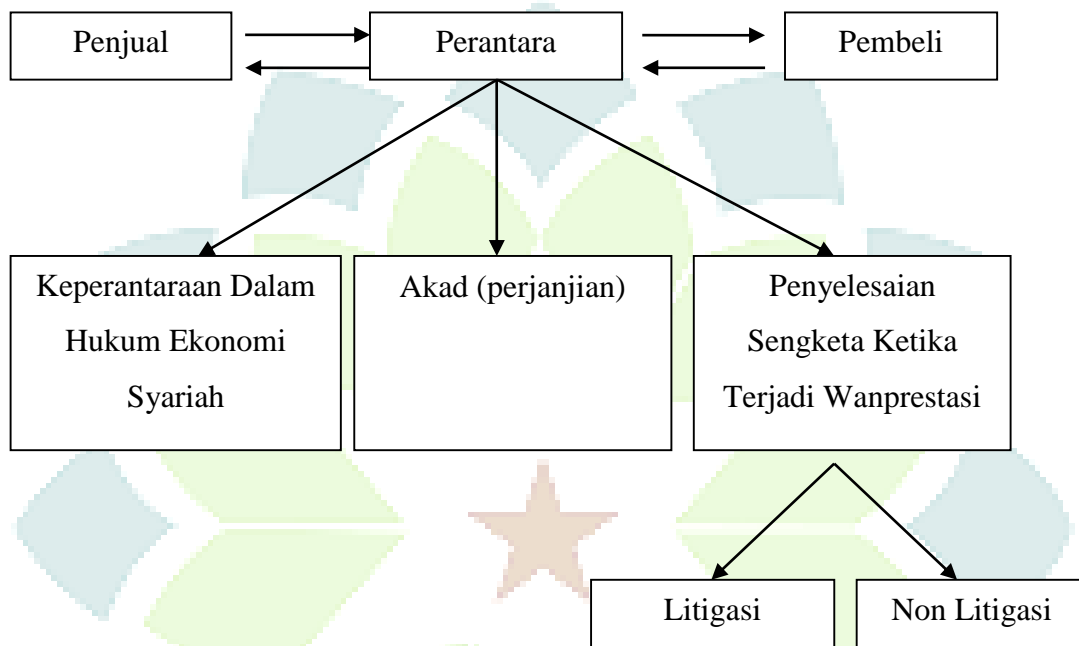 Penjual
Perantara
Pembeli
Keperantaraan Dalam
Hukum Ekonomi
Syariah
Akad (perjanjian)
Penyelesaian
Sengketa Ketika
Terjadi Wanprestasi
Litigasi
Non Litigasi